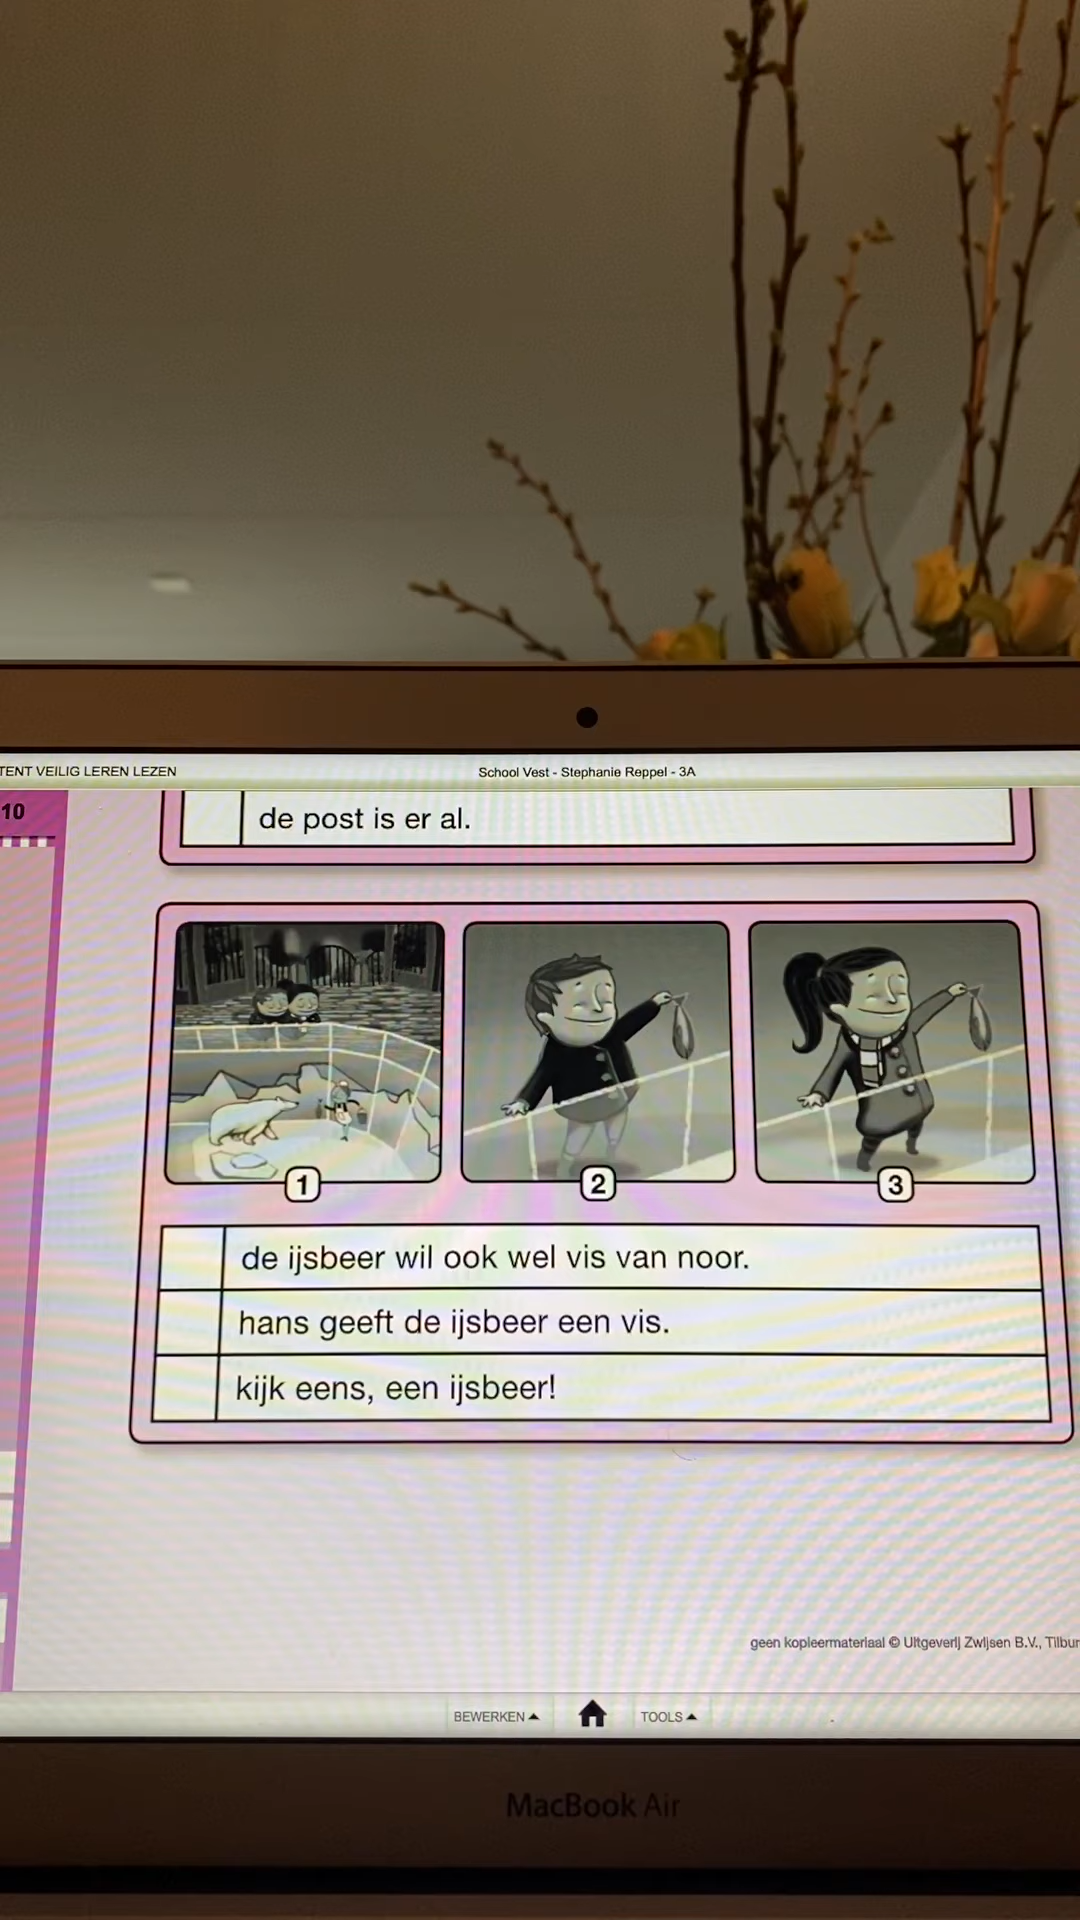 TENT VEILIG LEREN LEZEN
School Vest - Stephanie Reppel - 3A
10
de post is er al.
1
2
3
de ijsbeer wil ook wel vis van noor.
hans geeft de ijsbeer een vis.
kijk eens, een ijsbeer!
geen kopieermateriaal © Uitgeverij Zwijsen B.V., Tilbur
BEWERKEN
TOOLS
MacBook Air